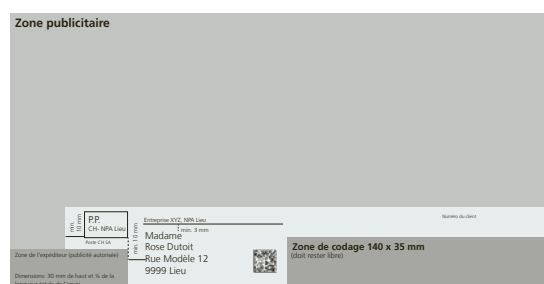 Zone publicitaire
min.
10 mm
P.P.
CH- NPA Lieu
Poste CH SA
min. 10 mm
Entreprise XYZ, NPA Lieu
min. 3 mm
Madame
Rose Dutoit
Rue Modèle 12
9999 Lieu
Numéro du client
Zone de codage 140 x 35 mm
(doit rester libre)
Zone de l'expéditeur (publicité autorisée)
Dimensions: 30 mm de haut et ¾ de la